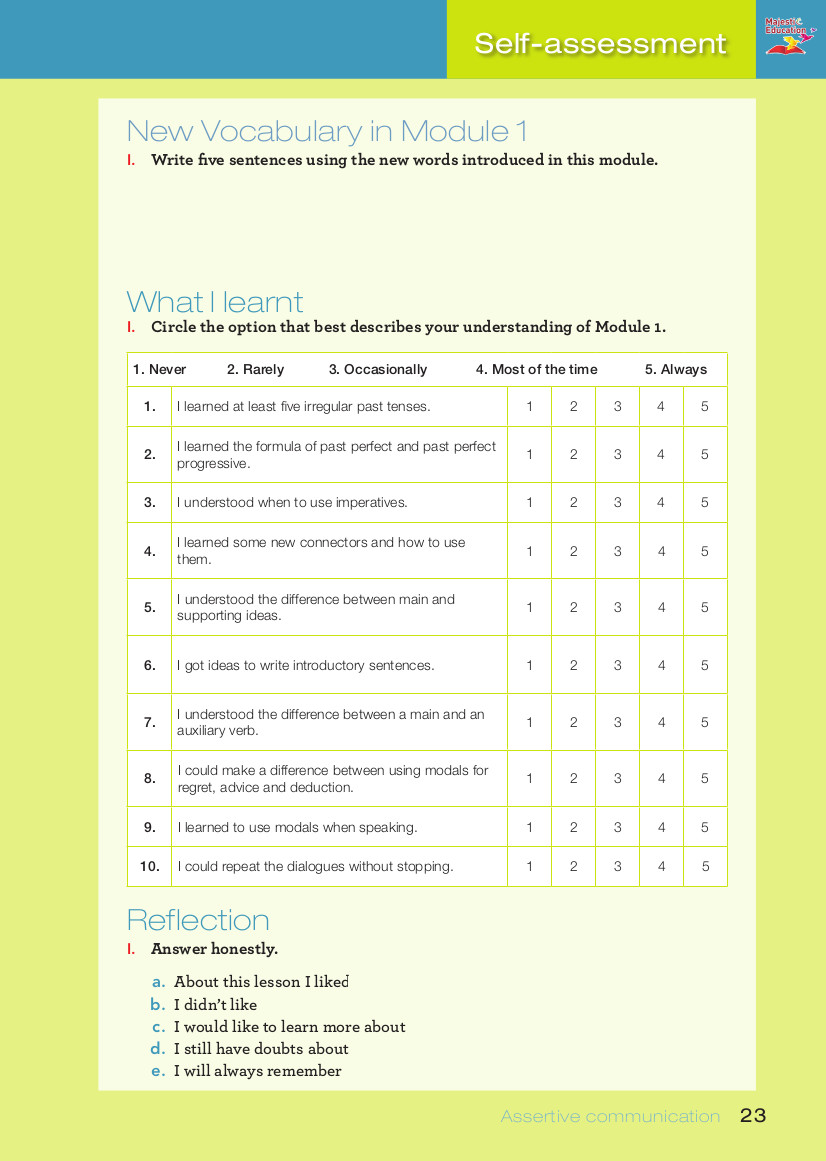 Self-assessment
Majestic
Education
New Vocabulary in Module 1
I. Write five sentences using the new words introduced in this module.
What I learnt
I. Circle the option that best describes your understanding of Module 1.
1. Never 2. Rarely 3. Occasionally 4. Most of the time 5. Always
1. I learned at least five irregular past tenses. 1 2 3 4 5
2. I learned the formula of past perfect and past perfect
progressive. 1 2 3 4 5
3. I understood when to use imperatives. 1 2 3 4 5
4. I learned some new connectors and how to use
them. 1 2 3 4 5
5. I understood the difference between main and
supporting ideas. 1 2 3 4 5
6. I got ideas to write introductory sentences. 1 2 3 4 5
7. I understood the difference between a main and an
auxiliary verb. 1 2 3 4 5
8. I could make a difference between using modals for
regret, advice and deduction. 1 2 3 4 5
9. I learned to use modals when speaking. 1 2 3 4 5
10. I could repeat the dialogues without stopping. 1 2 3 4 5
Reflection
I. Answer honestly.
a. About this lesson I liked
b. I didn't like
c. I would like to learn more about
d. I still have doubts about
e. I will always remember
Assertive communication 23